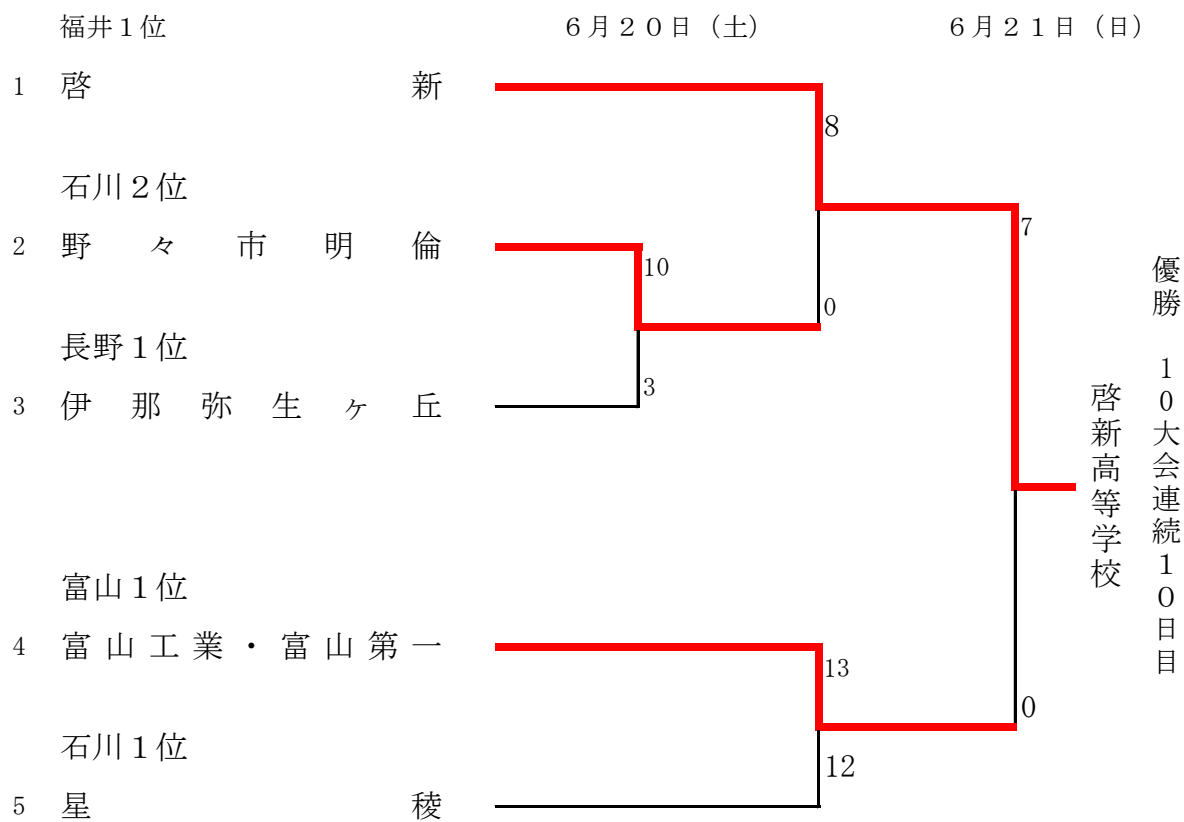 福井１位 ６月２０日（土） ６月２１日（日）
1 啓新
8
石川２位
7
2 野々市明倫
10
0
長野１位
3
3 伊那弥生ヶ丘
優勝 １０大会連続１０日目
啓新高等学校
富山１位
4 富山工業・富山第一
13
0
石川１位
12
5 星稜